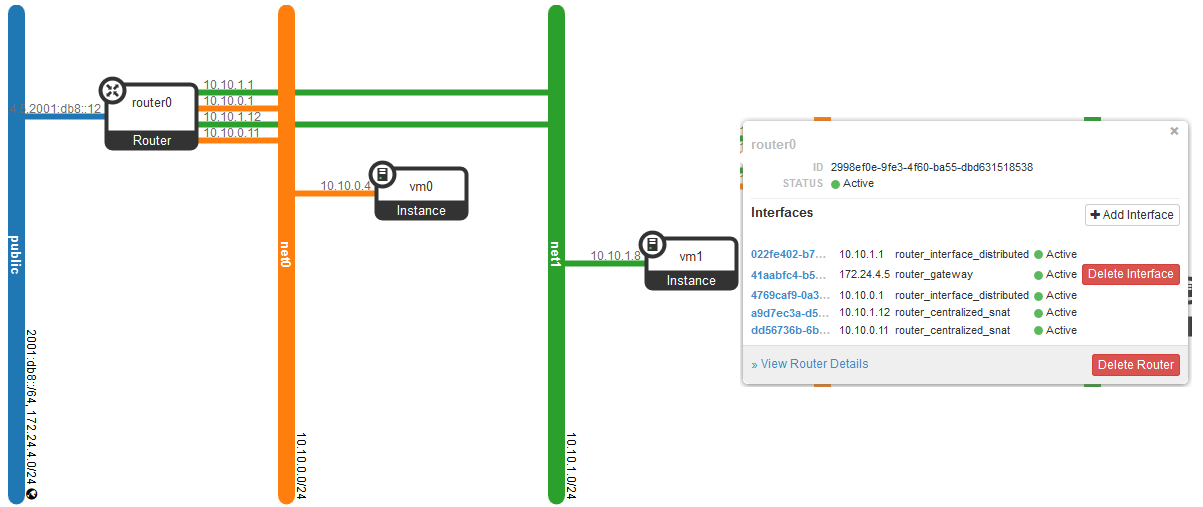 10.10.1.1
10.10.0.1
4.5,2001:db8::12
router0
10.10.1.12
10.10.0.11
Router
10.10.0.4
vm0
Instance
10.10.1.8
vm1
Instance
public
net0
net1
2001:db8::/64, 172.24.4.0/24
10.10.0.0/24
10.10.1.0/24
router0
×
ID 2998ef0e-9fe3-4f60-ba55-dbd631518538
STATUS Active
Interfaces
Add Interface
022fe402-b7... 10.10.1.1 router_interface_distributed Active
41aabfc4-b5... 172.24.4.5 router_gateway Active Delete Interface
4769caf9-0a3... 10.10.0.1 router_interface_distributed Active
a9d7ec3a-d5... 10.10.1.12 router_centralized_snat Active
dd56736b-6b... 10.10.0.11 router_centralized_snat Active
» View Router Details
Delete Router